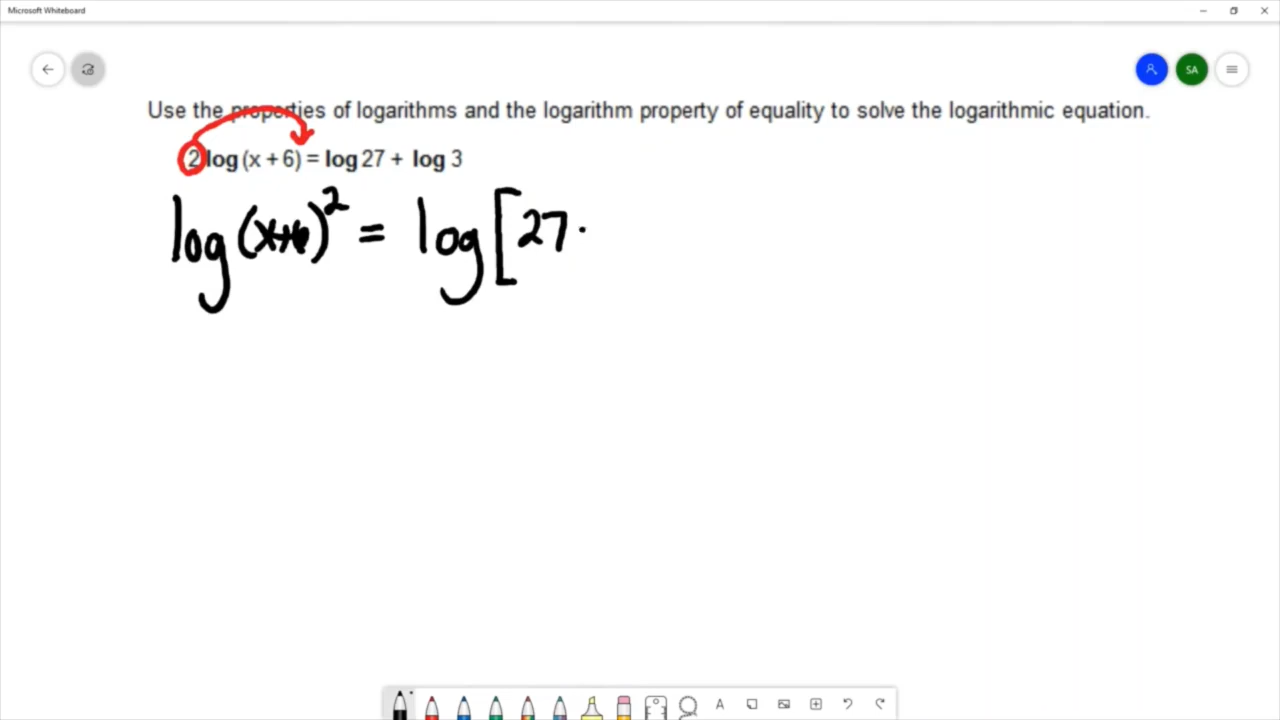 Microsoft Whiteboard
SA
Use the properties of logarithms and the logarithm property of equality to solve the logarithmic equation.
2 log (x + 6) = log 27 + log 3
log (x+6)² = log [ 27 ·
A